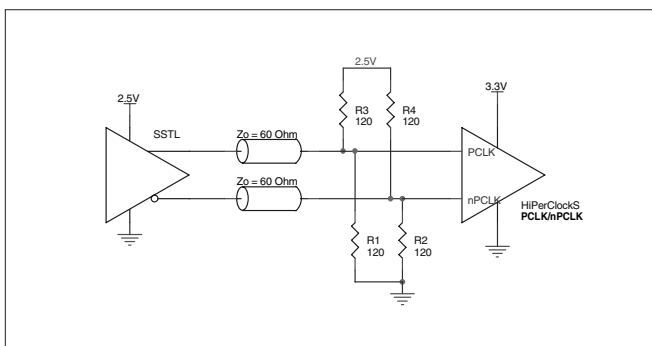 2.5V
3.3V
2.5V
R3
120
R4
120
SSTL
Zo = 60 Ohm
PCLK
Zo = 60 Ohm
nPCLK
HiPerClockS
PCLK/nPCLK
R1
120
R2
120